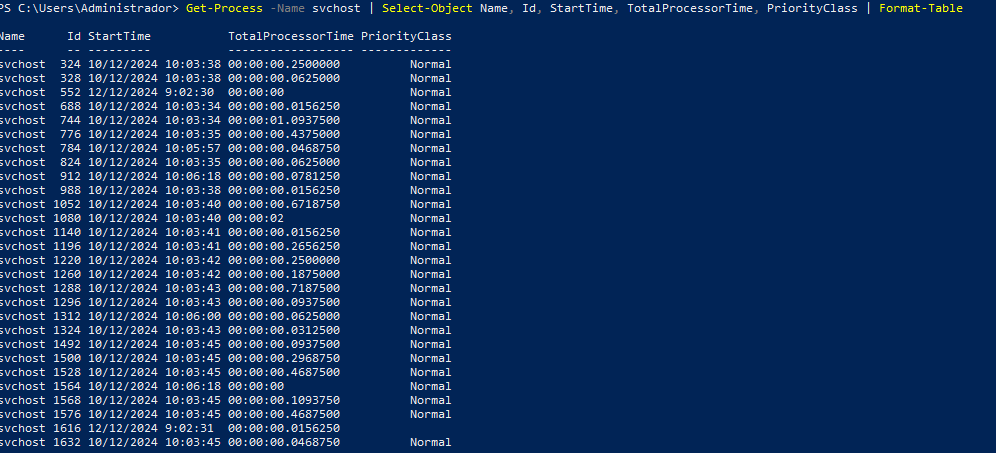 PS C:\Users\Administrador> Get-Process -Name svchost | Select-Object Name, Id, StartTime, TotalProcessorTime, PriorityClass | Format-Table
Name Id StartTime TotalProcessorTime PriorityClass
---- -- --------- ------------------ -------------
svchost 324 10/12/2024 10:03:38 00:00:00.2500000 Normal
svchost 328 10/12/2024 10:03:38 00:00:00.0625000 Normal
svchost 552 12/12/2024 9:02:30 00:00:00 Normal
svchost 688 10/12/2024 10:03:34 00:00:00.0156250 Normal
svchost 744 10/12/2024 10:03:34 00:00:01.0937500 Normal
svchost 776 10/12/2024 10:03:35 00:00:00.4375000 Normal
svchost 784 10/12/2024 10:05:57 00:00:00.0468750 Normal
svchost 824 10/12/2024 10:03:35 00:00:00.0625000 Normal
svchost 912 10/12/2024 10:06:18 00:00:00.0781250 Normal
svchost 988 10/12/2024 10:03:38 00:00:00.0156250 Normal
svchost 1052 10/12/2024 10:03:40 00:00:00.6718750 Normal
svchost 1080 10/12/2024 10:03:40 00:00:02 Normal
svchost 1140 10/12/2024 10:03:41 00:00:00.0156250 Normal
svchost 1196 10/12/2024 10:03:41 00:00:00.2656250 Normal
svchost 1220 10/12/2024 10:03:42 00:00:00.2500000 Normal
svchost 1260 10/12/2024 10:03:42 00:00:00.1875000 Normal
svchost 1288 10/12/2024 10:03:43 00:00:00.7187500 Normal
svchost 1296 10/12/2024 10:03:43 00:00:00.0937500 Normal
svchost 1312 10/12/2024 10:06:00 00:00:00.0625000 Normal
svchost 1324 10/12/2024 10:03:43 00:00:00.0312500 Normal
svchost 1492 10/12/2024 10:03:45 00:00:00.0937500 Normal
svchost 1500 10/12/2024 10:03:45 00:00:00.2968750 Normal
svchost 1528 10/12/2024 10:03:45 00:00:00.4687500 Normal
svchost 1564 10/12/2024 10:06:18 00:00:00 Normal
svchost 1568 10/12/2024 10:03:45 00:00:00.1093750 Normal
svchost 1576 10/12/2024 10:03:45 00:00:00.4687500 Normal
svchost 1616 12/12/2024 9:02:31 00:00:00.0156250
svchost 1632 10/12/2024 10:03:45 00:00:00.0468750 Normal